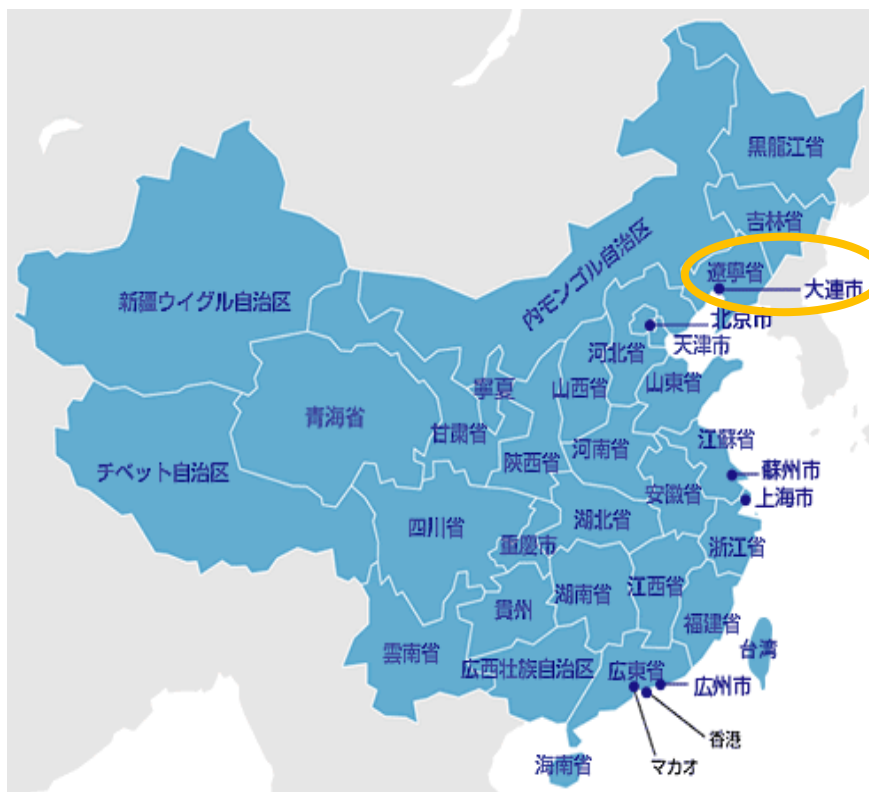 黒龍江省
吉林省
内モンゴル自治区
遼寧省
大連市
新疆ウイグル自治区
北京市
天津市
河北省
寧夏
山西省
山東省
青海省
甘粛省
江蘇省
河南省
陝西省
チベット自治区
蘇州市
安徽省
上海市
四川省
湖北省
重慶市
浙江省
湖南省
江西省
貴州
福建省
雲南省
台湾
広西壮族自治区
広東省
広州市
香港
海南省
マカオ